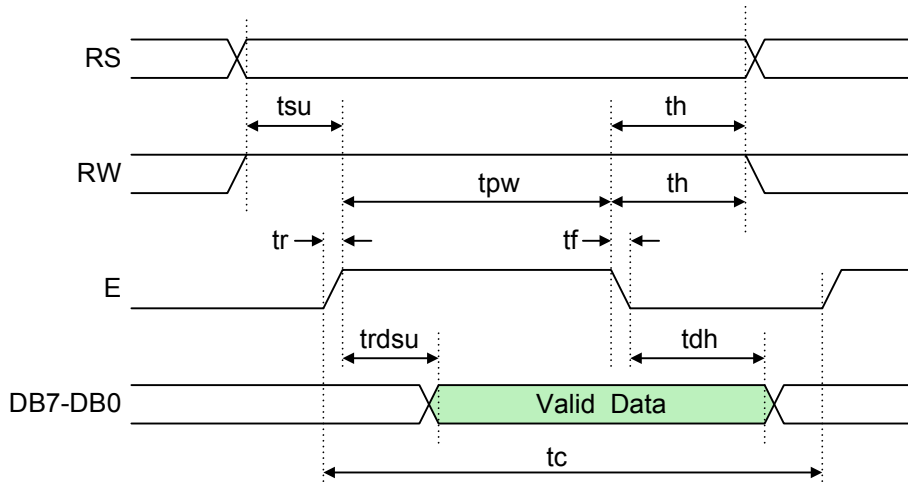 RS
tsu
th
RW
tpw
th
tr
tf
E
trdsu
tdh
DB7-DB0
Valid Data
tc